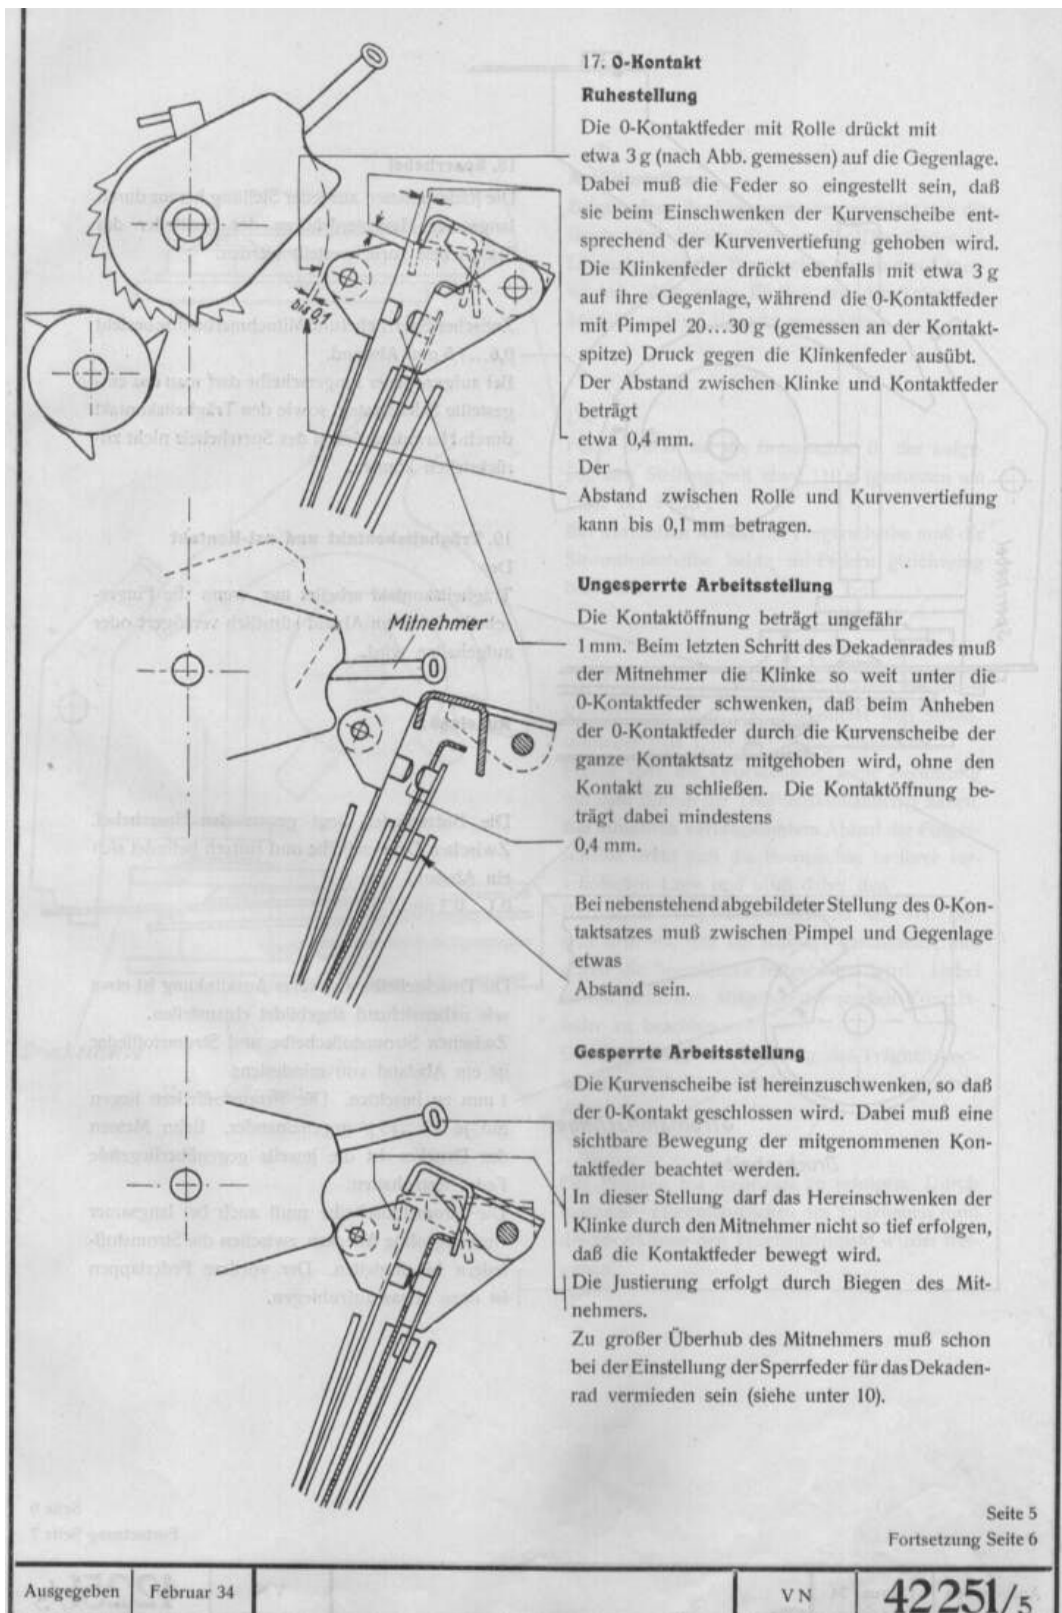 17. 0-Kontakt
Ruhestellung
Die 0-Kontaktfeder mit Rolle drückt mit
etwa 3 g (nach Abb. gemessen) auf die Gegenlage.
Dabei muß die Feder so eingestellt sein, daß
sie beim Einschwenken der Kurvenscheibe ent-
sprechend der Kurvenvertiefung gehoben wird.
Die Klinkenfeder drückt ebenfalls mit etwa 3 g
auf ihre Gegenlage, während die 0-Kontaktfeder
mit Pimpel 20...30 g (gemessen an der Kontakt-
spitze) Druck gegen die Klinkenfeder ausübt.
Der Abstand zwischen Klinke und Kontaktfeder
beträgt
etwa 0,4 mm.
Der
Abstand zwischen Rolle und Kurvenvertiefung
kann bis 0,1 mm betragen.
bis 0,1
Ungesperrte Arbeitsstellung
Die Kontaktöffnung beträgt ungefähr
1 mm. Beim letzten Schritt des Dekadenrades muß
der Mitnehmer die Klinke so weit unter die
0-Kontaktfeder schwenken, daß beim Anheben
der 0-Kontaktfeder durch die Kurvenscheibe der
ganze Kontaktsatz mitgehoben wird, ohne den
Kontakt zu schließen. Die Kontaktöffnung be-
trägt dabei mindestens
0,4 mm.
Mitnehmer
Bei nebenstehend abgebildeter Stellung des 0-Kon-
taktsatzes muß zwischen Pimpel und Gegenlage
etwas
Abstand sein.
Gesperrte Arbeitsstellung
Die Kurvenscheibe ist hereinzuschwenken, so daß
der 0-Kontakt geschlossen wird. Dabei muß eine
sichtbare Bewegung der mitgenommenen Kon-
taktfeder beachtet werden.
In dieser Stellung darf das Hereinschwenken der
Klinke durch den Mitnehmer nicht so tief erfolgen,
daß die Kontaktfeder bewegt wird.
Die Justierung erfolgt durch Biegen des Mit-
nehmers.
Zu großer Überhub des Mitnehmers muß schon
bei der Einstellung der Sperrfeder für das Dekaden-
rad vermieden sein (siehe unter 10).
Seite 5
Fortsetzung Seite 6
Ausgegeben Februar 34 VN 42251/5